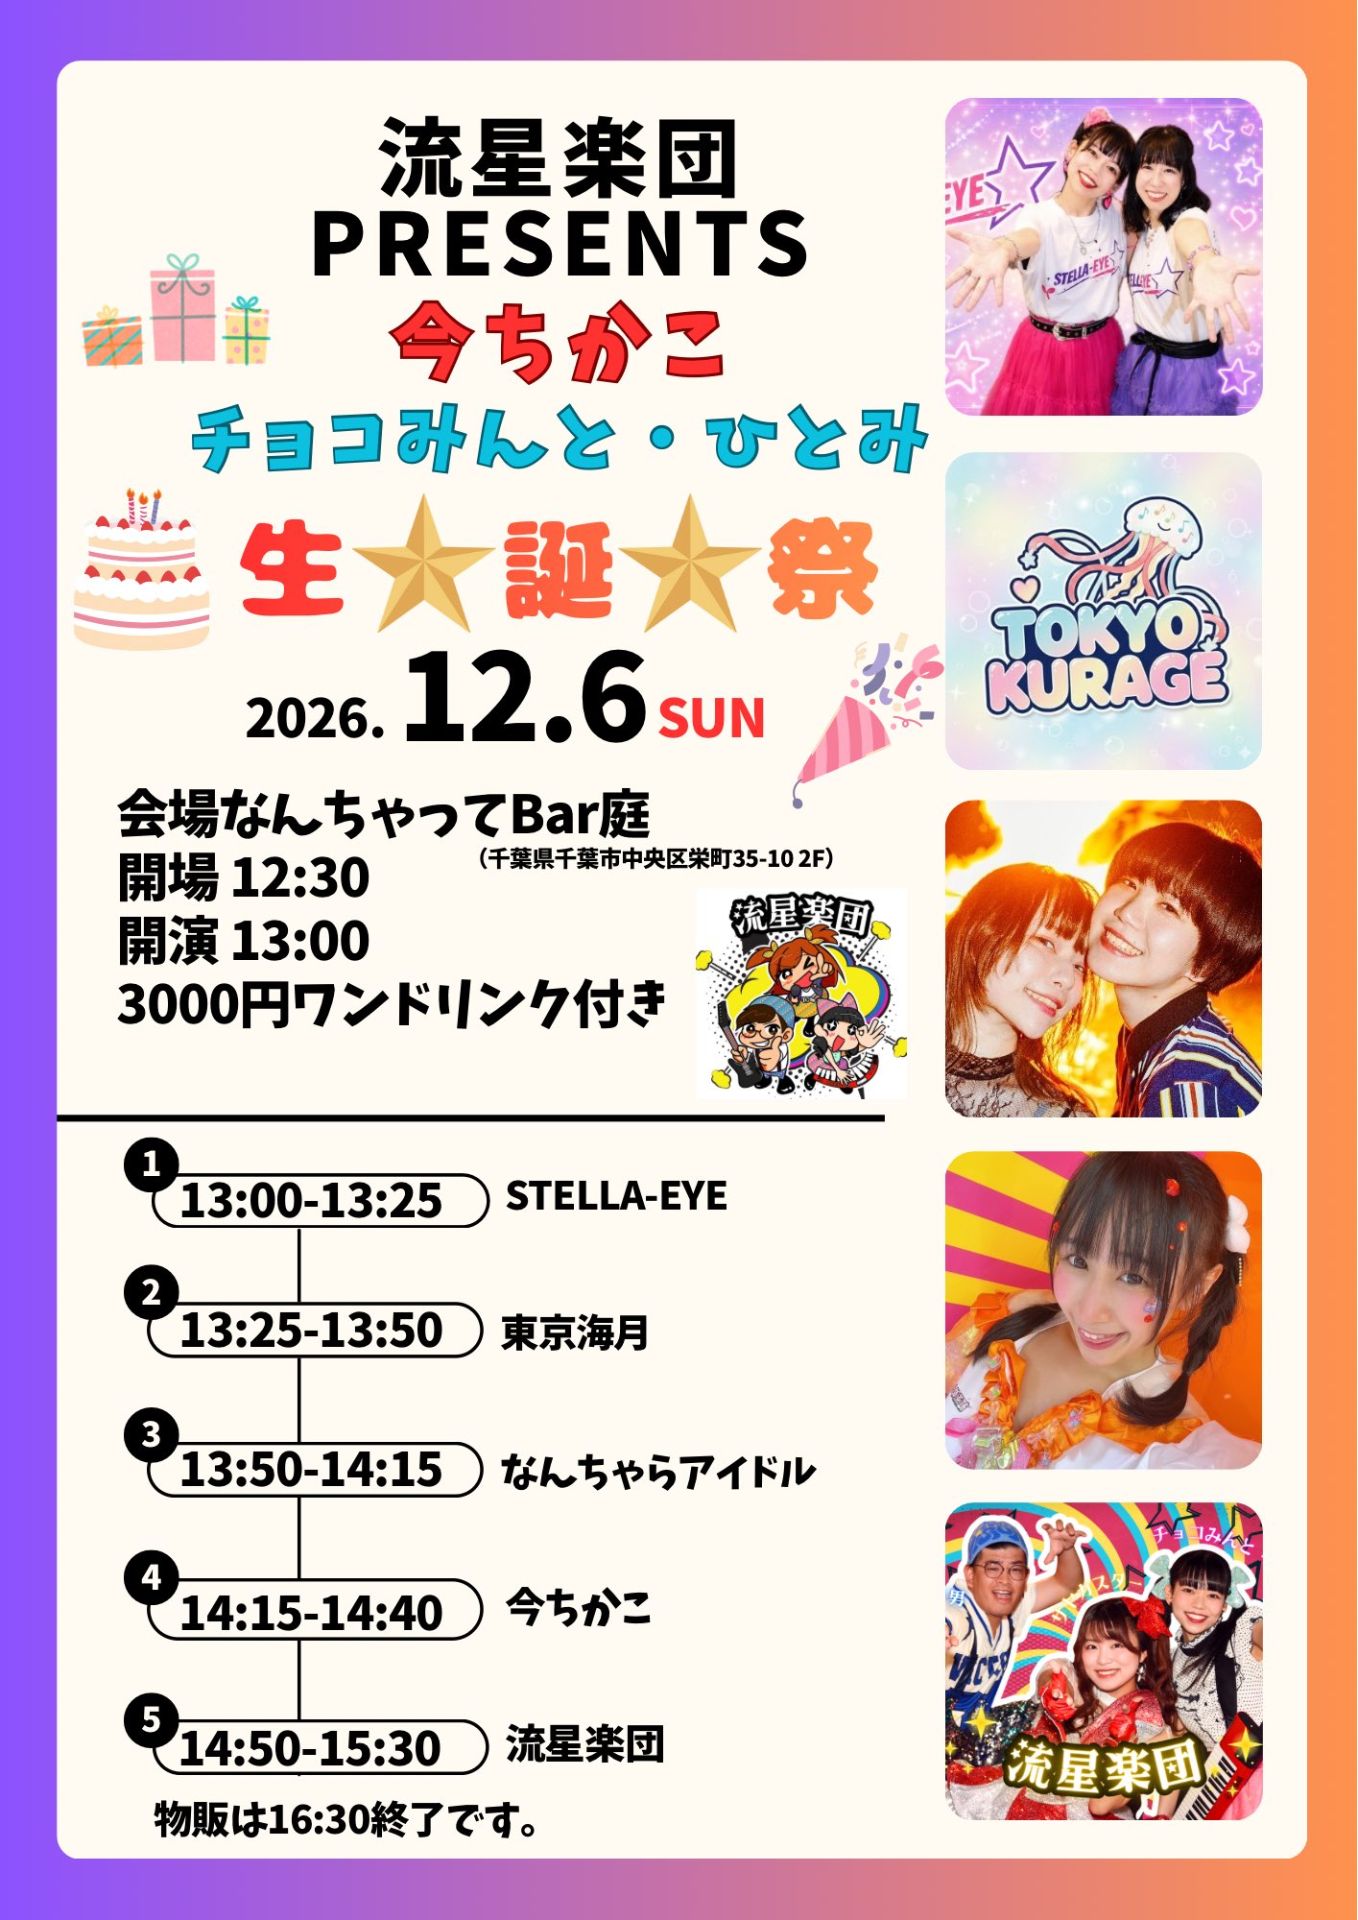 流星楽団
PRESENTS
今ちかこ
チョコみんと・ひとみ
生誕祭
2026. 12.6 SUN
会場なんちゃってBar庭
(千葉県千葉市中央区栄町35-10 2F)
開場 12:30
開演 13:00
3000円ワンドリンク付き
流星楽団
1
13:00-13:25 STELLA-EYE
2
13:25-13:50 東京海月
3
13:50-14:15 なんちゃらアイドル
4
14:15-14:40 今ちかこ
5
14:50-15:30 流星楽団
物販は16:30終了です。
EYE
STELLA-EYE
TOKYO
KURAGE
チョコみんと
男
流星楽団